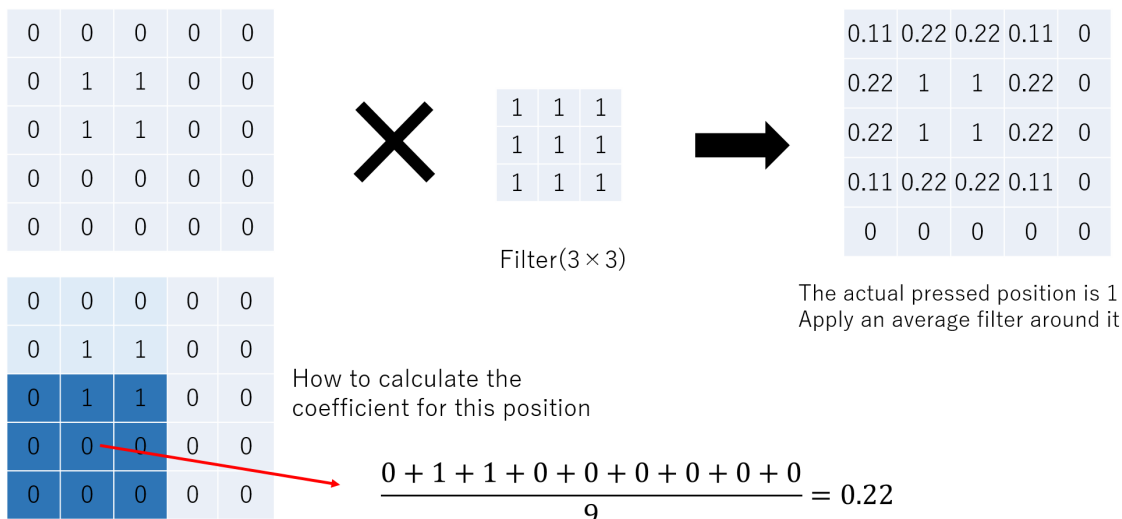 0 0 0 0 0
0 1 1 0 0
0 1 1 0 0
0 0 0 0 0
0 0 0 0 0
1 1 1
1 1 1
1 1 1
Filter(3×3)
0.11 0.22 0.22 0.11 0
0.22 1 1 0.22 0
0.22 1 1 0.22 0
0.11 0.22 0.22 0.11 0
0 0 0 0 0
The actual pressed position is 1
Apply an average filter around it
0 0 0 0 0
0 1 1 0 0
0 1 1 0 0
0 0 0 0 0
0 0 0 0 0
How to calculate the
coefficient for this position
0 + 1 + 1 + 0 + 0 + 0 + 0 + 0 + 0
9
= 0.22